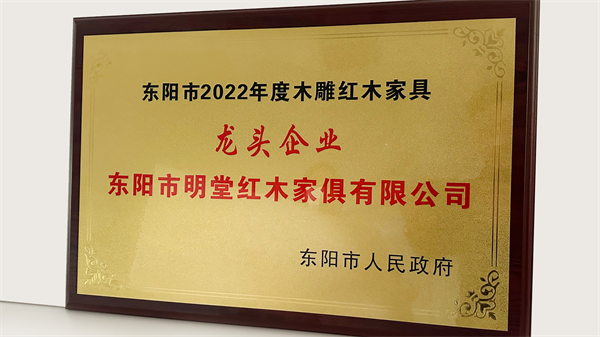 东阳市2022年度木雕红木家具
龙头企业
东阳市明堂红木家俱有限公司
东阳市人民政府